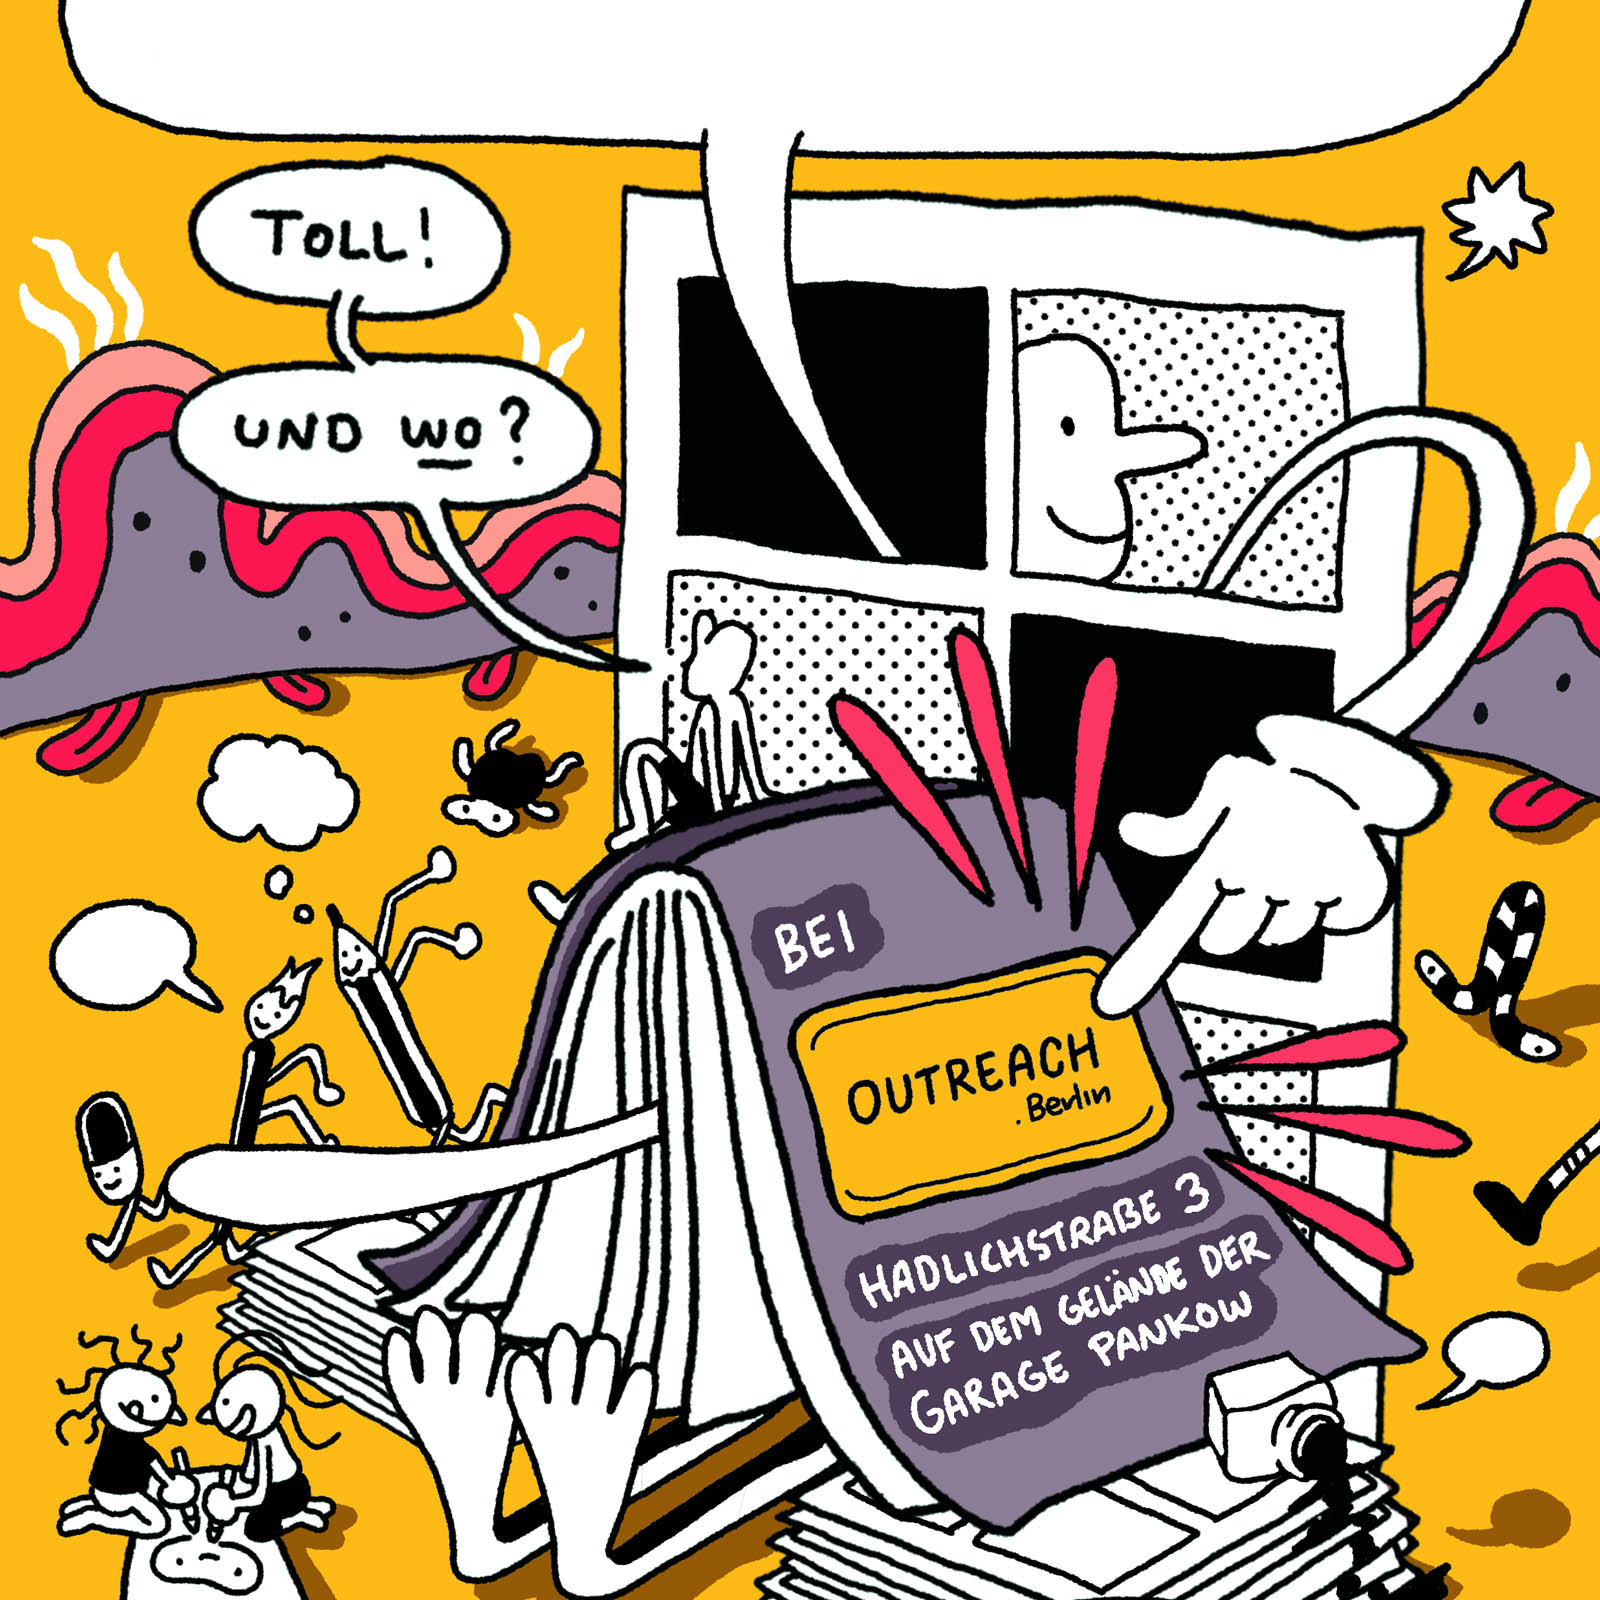 TOLL!
UND WO?
BEI
OUTREACH
.Berlin
HADLICHSTRAßE 3
AUF DEM GELÄNDE DER
GARAGE PANKOW